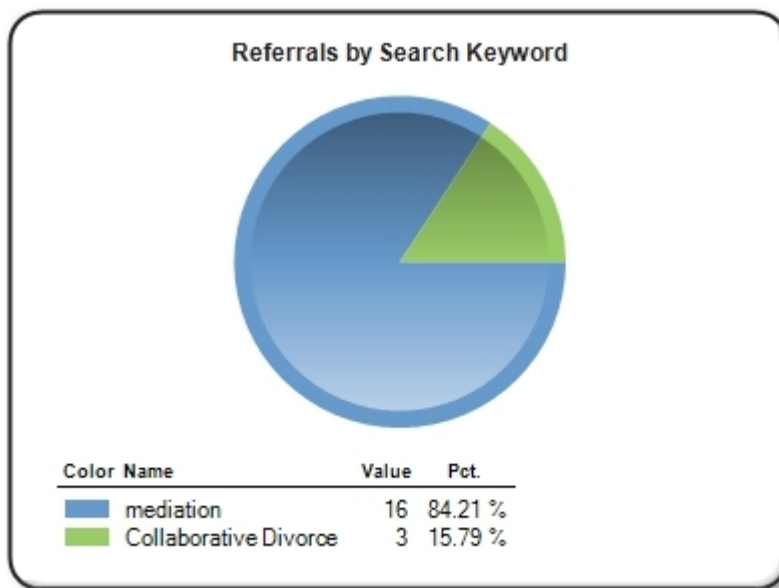 Referrals by Search Keyword
Color Name Value Pct.
mediation 16 84.21 %
Collaborative Divorce 3 15.79 %